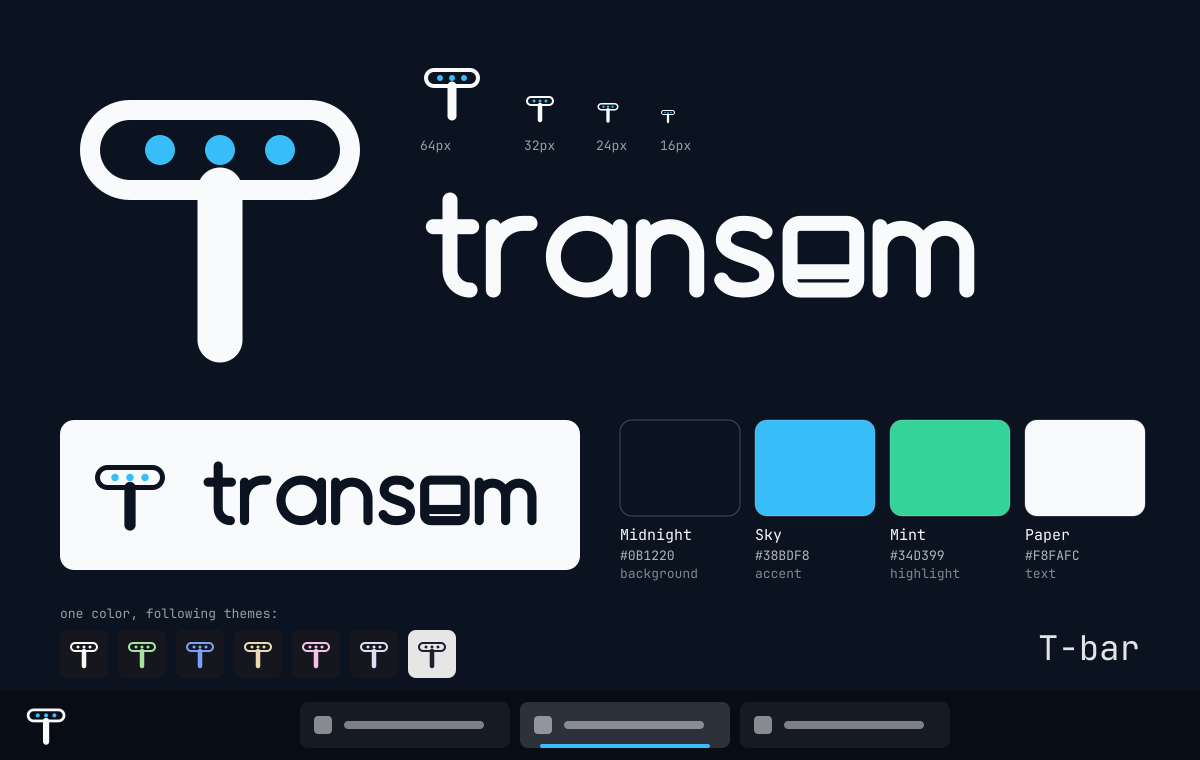 64px 32px 24px 16px
transom
transom
Midnight Sky Mint Paper
#0B1220 #38BDF8 #34D399 #F8FAFC
background accent highlight text
one color, following themes:
T-bar